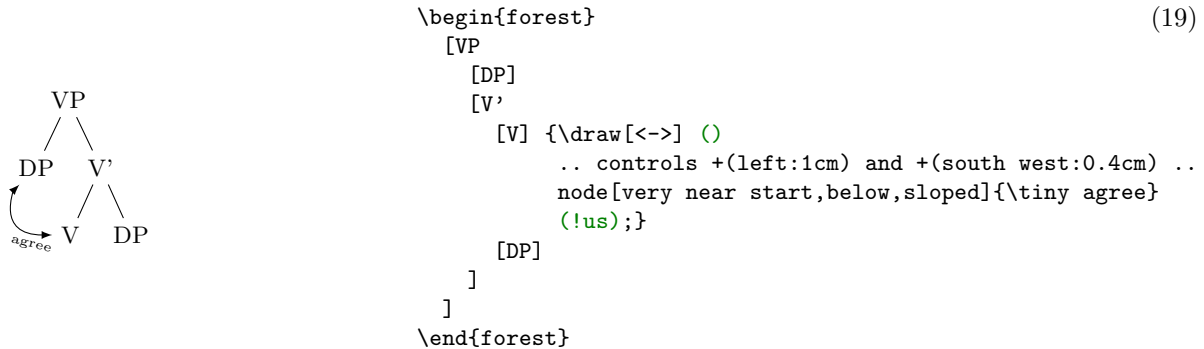 VP
DP V'
V DP
agree
\begin{forest} (19)
  [VP
    [DP]
    [V'
      [V] {\draw[<->] ()
           .. controls +(left:1cm) and +(south west:0.4cm) ..
           node[very near start,below,sloped]{\tiny agree}
           (!us);}
      [DP]
    ]
  ]
\end{forest}